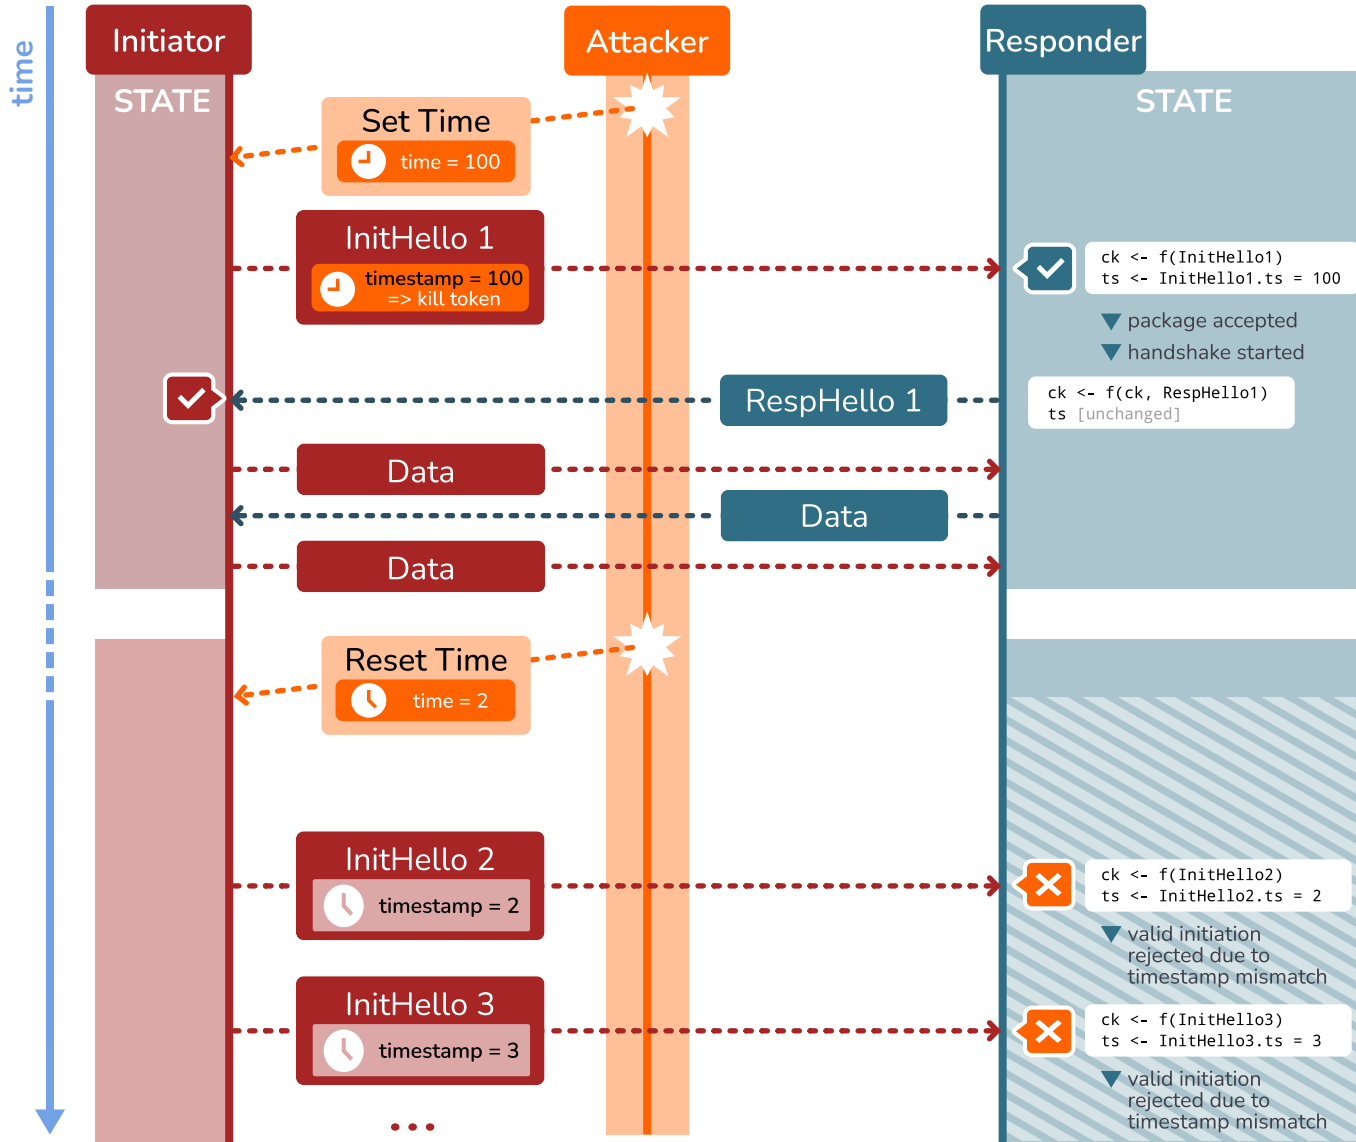 time
Initiator
Attacker
Responder
STATE
STATE
Set Time
time = 100
InitHello 1
timestamp = 100
=> kill token
ck <- f(InitHello1)
ts <- InitHello1.ts = 100
package accepted
handshake started
RespHello 1
ck <- f(ck, RespHello1)
ts [unchanged]
Data
Data
Data
Reset Time
time = 2
InitHello 2
timestamp = 2
ck <- f(InitHello2)
ts <- InitHello2.ts = 2
valid initiation
rejected due to
timestamp mismatch
InitHello 3
timestamp = 3
ck <- f(InitHello3)
ts <- InitHello3.ts = 3
valid initiation
rejected due to
timestamp mismatch
...